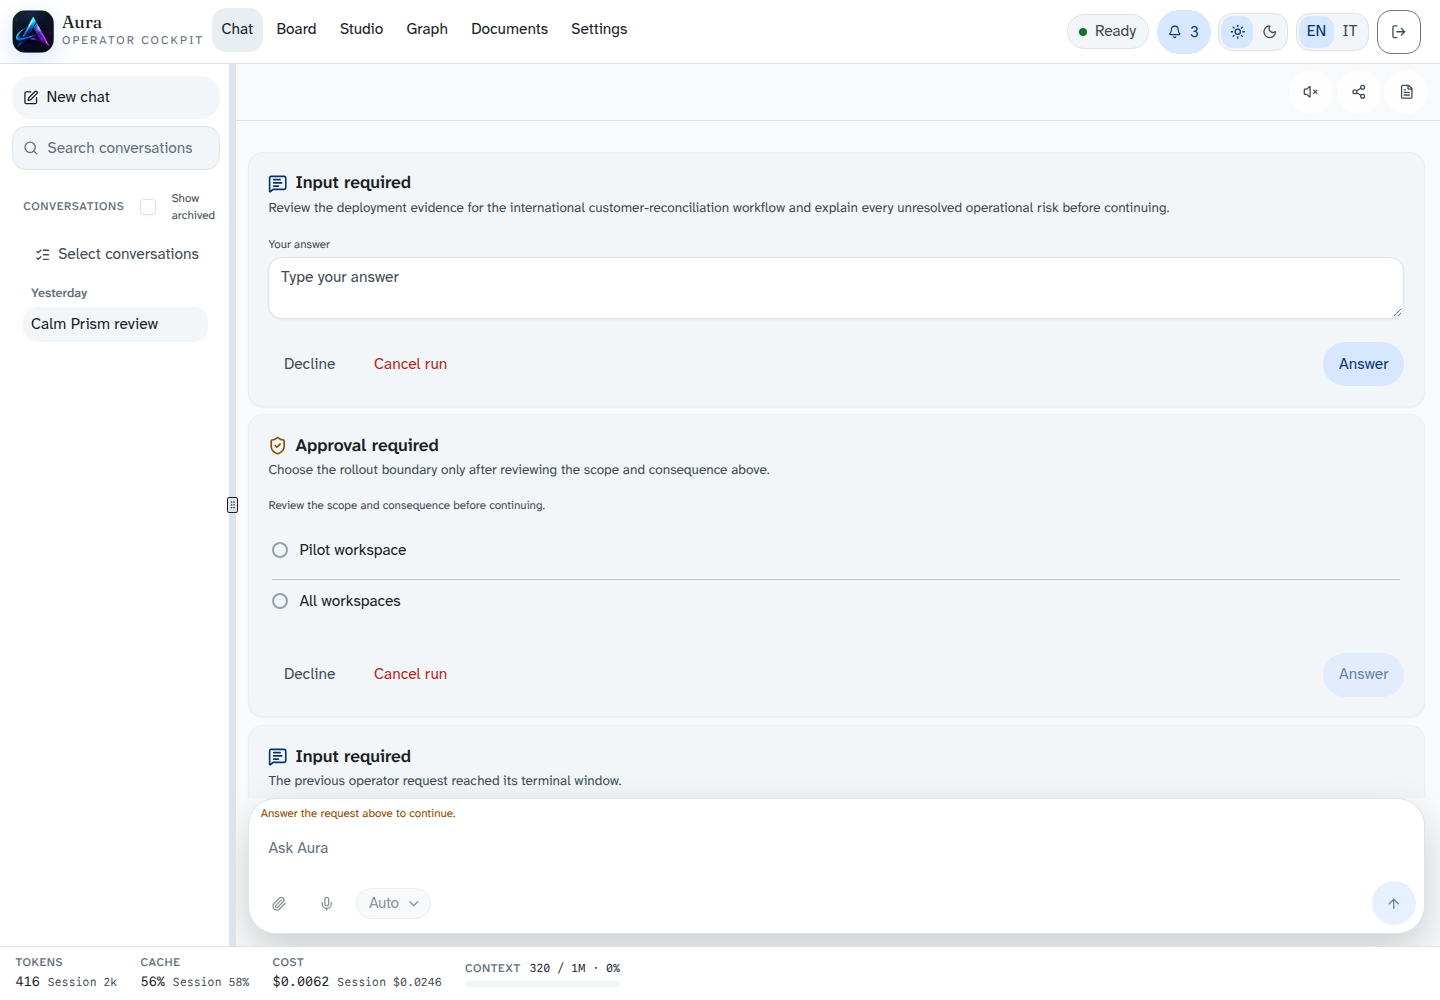 Aura
OPERATOR COCKPIT
Chat
Board
Studio
Graph
Documents
Settings
Ready
3
EN
IT
New chat
Search conversations
CONVERSATIONS
Show
archived
Select conversations
Yesterday
Calm Prism review
Input required
Review the deployment evidence for the international customer-reconciliation workflow and explain every unresolved operational risk before continuing.
Your answer
Type your answer
Decline
Cancel run
Answer
Approval required
Choose the rollout boundary only after reviewing the scope and consequence above.
Review the scope and consequence before continuing.
Pilot workspace
All workspaces
Decline
Cancel run
Answer
Input required
The previous operator request reached its terminal window.
Answer the request above to continue.
Ask Aura
Auto
TOKENS
416 Session 2k
CACHE
56% Session 58%
COST
$0.0062 Session $0.0246
CONTEXT 320 / 1M · 0%